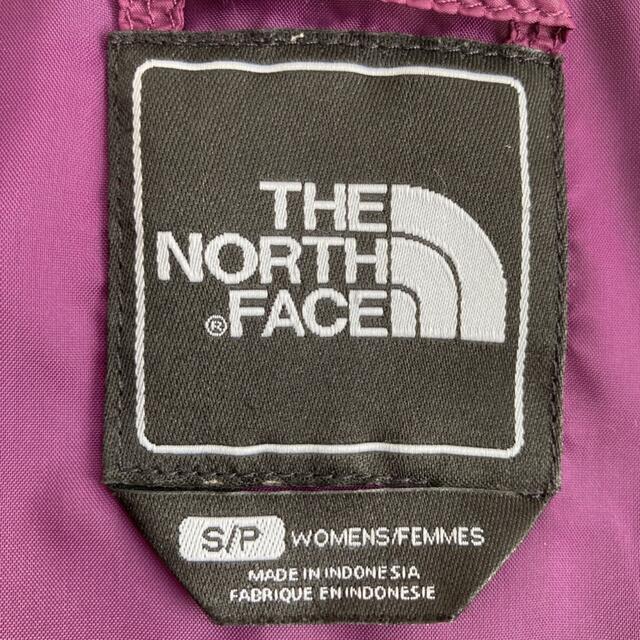 THE
NORTH
® FACE
S/P WOMENS/FEMMES
MADE IN INDONESIA
FABRIQUE EN INDONESIE